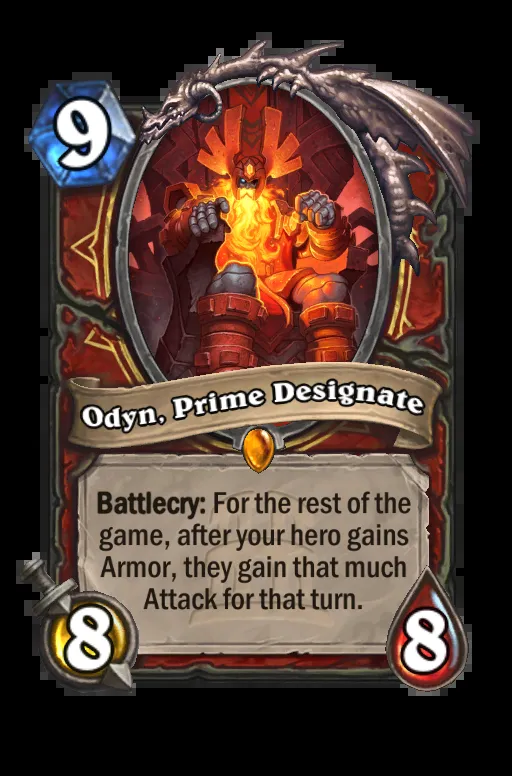 9
Odyn, Prime Designate
Battlecry: For the rest of the
game, after your hero gains
Armor, they gain that much
Attack for that turn.
8
8